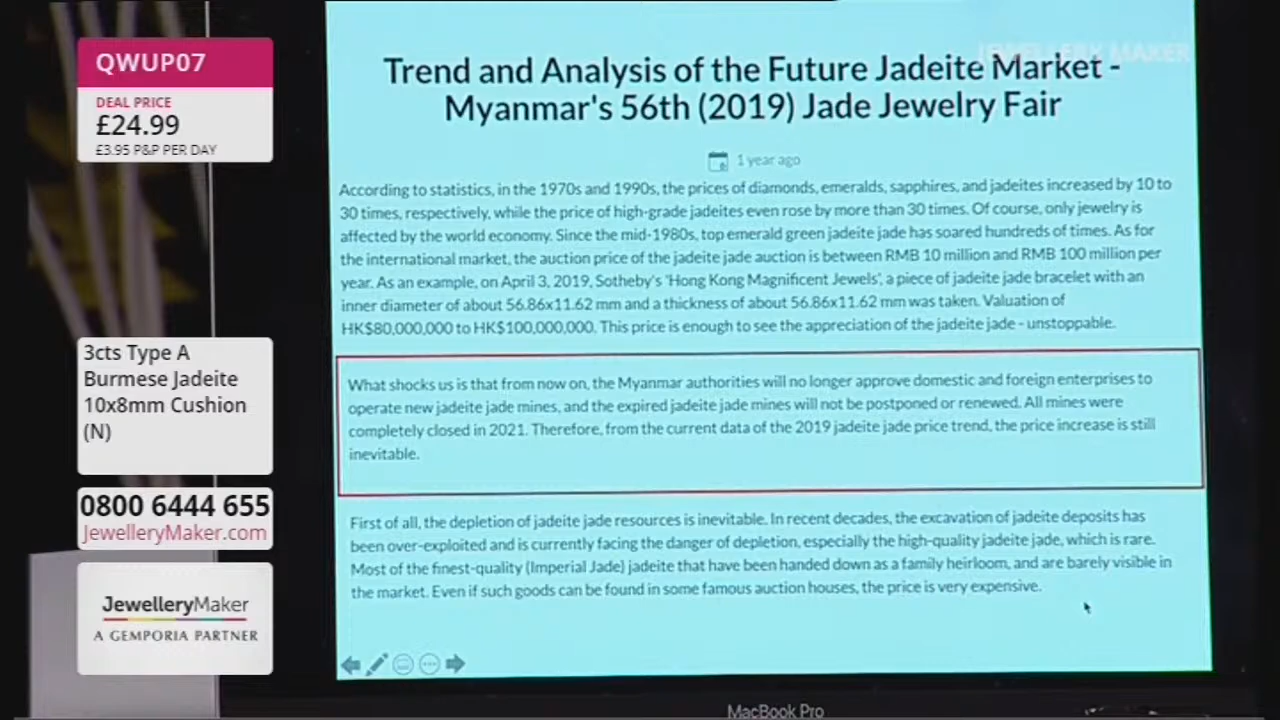 QWUP07
DEAL PRICE
£24.99
£3.95 P&P PER DAY
3cts Type A
Burmese Jadeite
10x8mm Cushion
(N)
0800 6444 655
JewelleryMaker.com
JewelleryMaker
A GEMPORIA PARTNER
JEWELLERY MAKER
Trend and Analysis of the Future Jadeite Market -
Myanmar's 56th (2019) Jade Jewelry Fair
1 year ago
According to statistics, in the 1970s and 1990s, the prices of diamonds, emeralds, sapphires, and jadeites increased by 10 to
30 times, respectively, while the price of high-grade jadeites even rose by more than 30 times. Of course, only jewelry is
affected by the world economy. Since the mid-1980s, top emerald green jadeite jade has soared hundreds of times. As for
the international market, the auction price of the jadeite jade auction is between RMB 10 million and RMB 100 million per
year. As an example, on April 3, 2019, Sotheby's 'Hong Kong Magnificent Jewels', a piece of jadeite jade bracelet with an
inner diameter of about 56.86x11.62 mm and a thickness of about 56.86x11.62 mm was taken. Valuation of
HK$80,000,000 to HK$100,000,000. This price is enough to see the appreciation of the jadeite jade - unstoppable.
What shocks us is that from now on, the Myanmar authorities will no longer approve domestic and foreign enterprises to
operate new jadeite jade mines, and the expired jadeite jade mines will not be postponed or renewed. All mines were
completely closed in 2021. Therefore, from the current data of the 2019 jadeite jade price trend, the price increase is still
inevitable.
First of all, the depletion of jadeite jade resources is inevitable. In recent decades, the excavation of jadeite deposits has
been over-exploited and is currently facing the danger of depletion, especially the high-quality jadeite jade, which is rare.
Most of the finest-quality (Imperial Jade) jadeite that have been handed down as a family heirloom, and are barely visible in
the market. Even if such goods can be found in some famous auction houses, the price is very expensive.
MacBook Pro